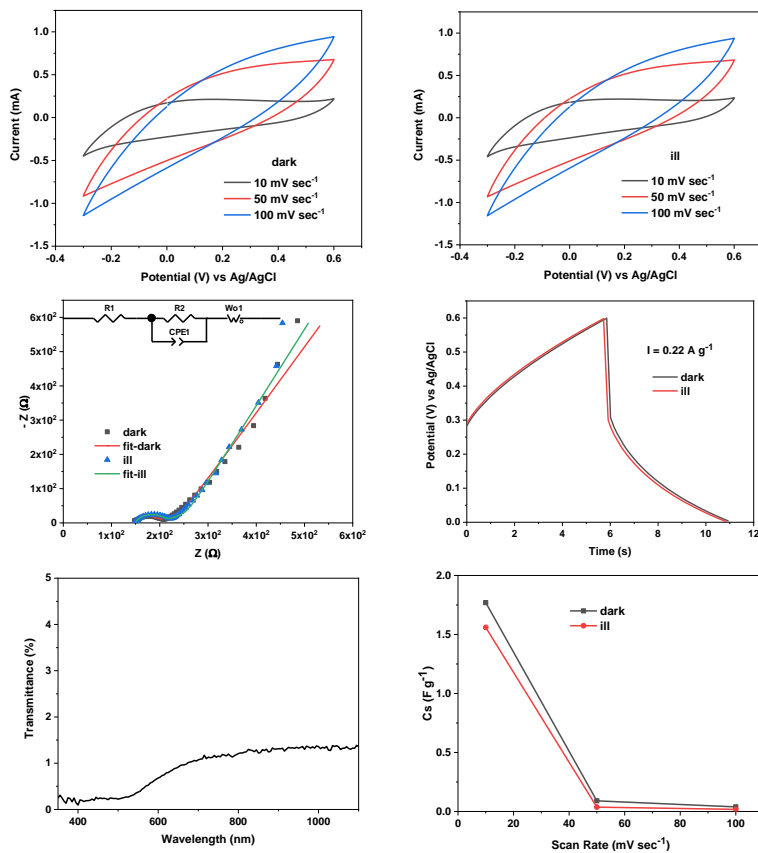 1.0
0.5
0.0
-0.5
-1.0
-1.5
Current (mA)
dark
10 mV sec⁻¹
50 mV sec⁻¹
100 mV sec⁻¹
-0.4 -0.2 0.0 0.2 0.4 0.6
Potential (V) vs Ag/AgCl
1.0
0.5
0.0
-0.5
-1.0
-1.5
Current (mA)
ill
10 mV sec⁻¹
50 mV sec⁻¹
100 mV sec⁻¹
-0.4 -0.2 0.0 0.2 0.4 0.6
Potential (V) vs Ag/AgCl
R1 R2 Wo1
CPE1
6x10²
5x10²
4x10²
3x10²
2x10²
1x10²
0
- Z (Ω)
dark
fit-dark
ill
fit-ill
0 1x10² 2x10² 3x10² 4x10² 5x10² 6x10²
Z (Ω)
0.6
0.5
0.4
0.3
0.2
0.1
0.0
Potential (V) vs Ag/AgCl
I = 0.22 A g⁻¹
dark
ill
0 2 4 6 8 10 12
Time (s)
5
4
3
2
1
0
Transmittance (%)
400 600 800 1000
Wavelength (nm)
2.0
1.5
1.0
0.5
0.0
Cs (F g⁻¹)
dark
ill
0 20 40 60 80 100
Scan Rate (mV sec⁻¹)